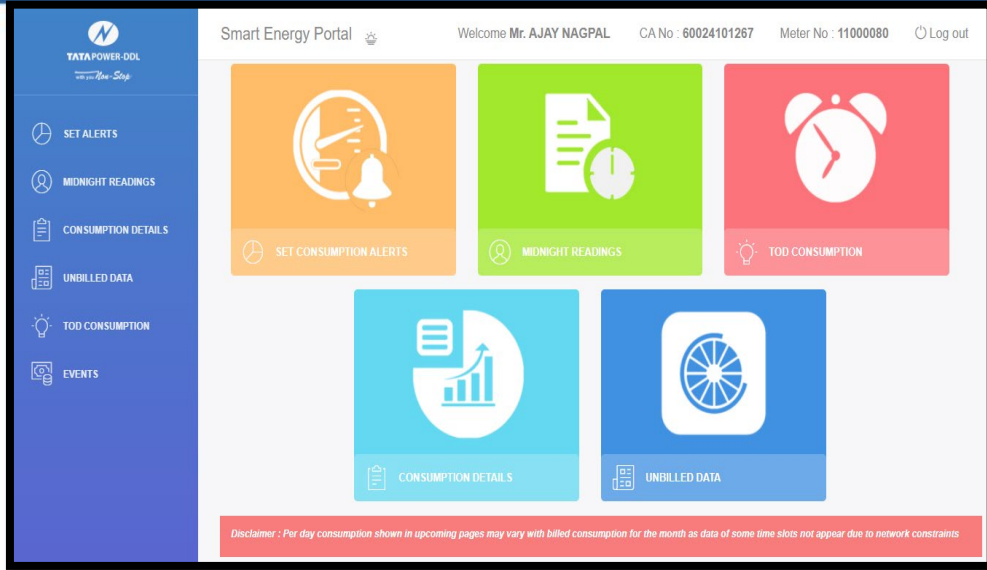 TATA POWER-DDL
with you Non-Stop
Smart Energy Portal
Welcome Mr. AJAY NAGPAL
CA No : 60024101267
Meter No : 11000080
Log out
SET ALERTS
MIDNIGHT READINGS
CONSUMPTION DETAILS
UNBILLED DATA
TOD CONSUMPTION
EVENTS
SET CONSUMPTION ALERTS
MIDNIGHT READINGS
TOD CONSUMPTION
CONSUMPTION DETAILS
UNBILLED DATA
Disclaimer : Per day consumption shown in upcoming pages may vary with billed consumption for the month as data of some time slots not appear due to network constraints